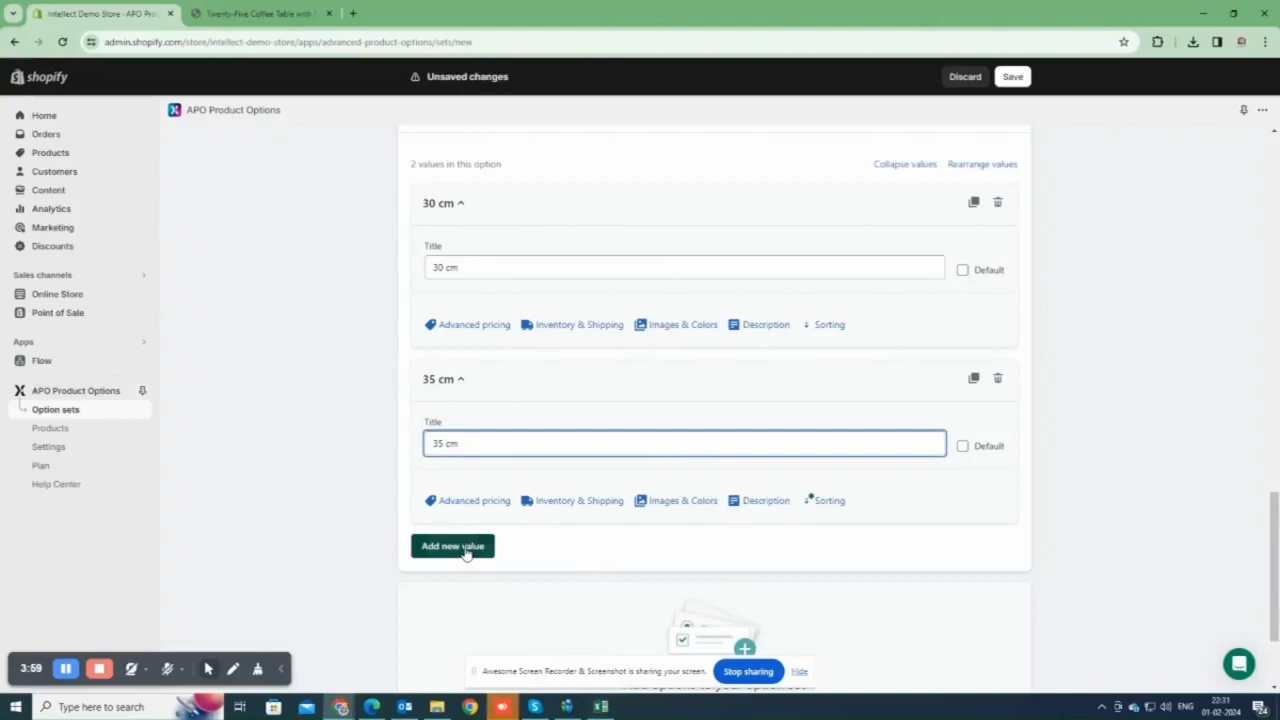 Intellect Demo Store - APO Pro
Twenty-Five Coffee Table with
admin.shopify.com/store/intellect-demo-store/apps/advanced-product-options/sets/new
shopify
Unsaved changes
Discard
Save
Home
Orders
Products
Customers
Content
Analytics
Marketing
Discounts
Sales channels
Online Store
Point of Sale
Apps
Flow
APO Product Options
Option sets
Products
Settings
Plan
Help Center
APO Product Options
2 values in this option
Collapse values
Rearrange values
30 cm
Title
30 cm
Default
Advanced pricing
Inventory & Shipping
Images & Colors
Description
Sorting
35 cm
Title
35 cm
Default
Advanced pricing
Inventory & Shipping
Images & Colors
Description
Sorting
Add new value
3:59
Awesome Screen Recorder & Screenshot is sharing your screen.
Stop sharing
Hide
Type here to search
ENG
22:31
01-02-2024
24